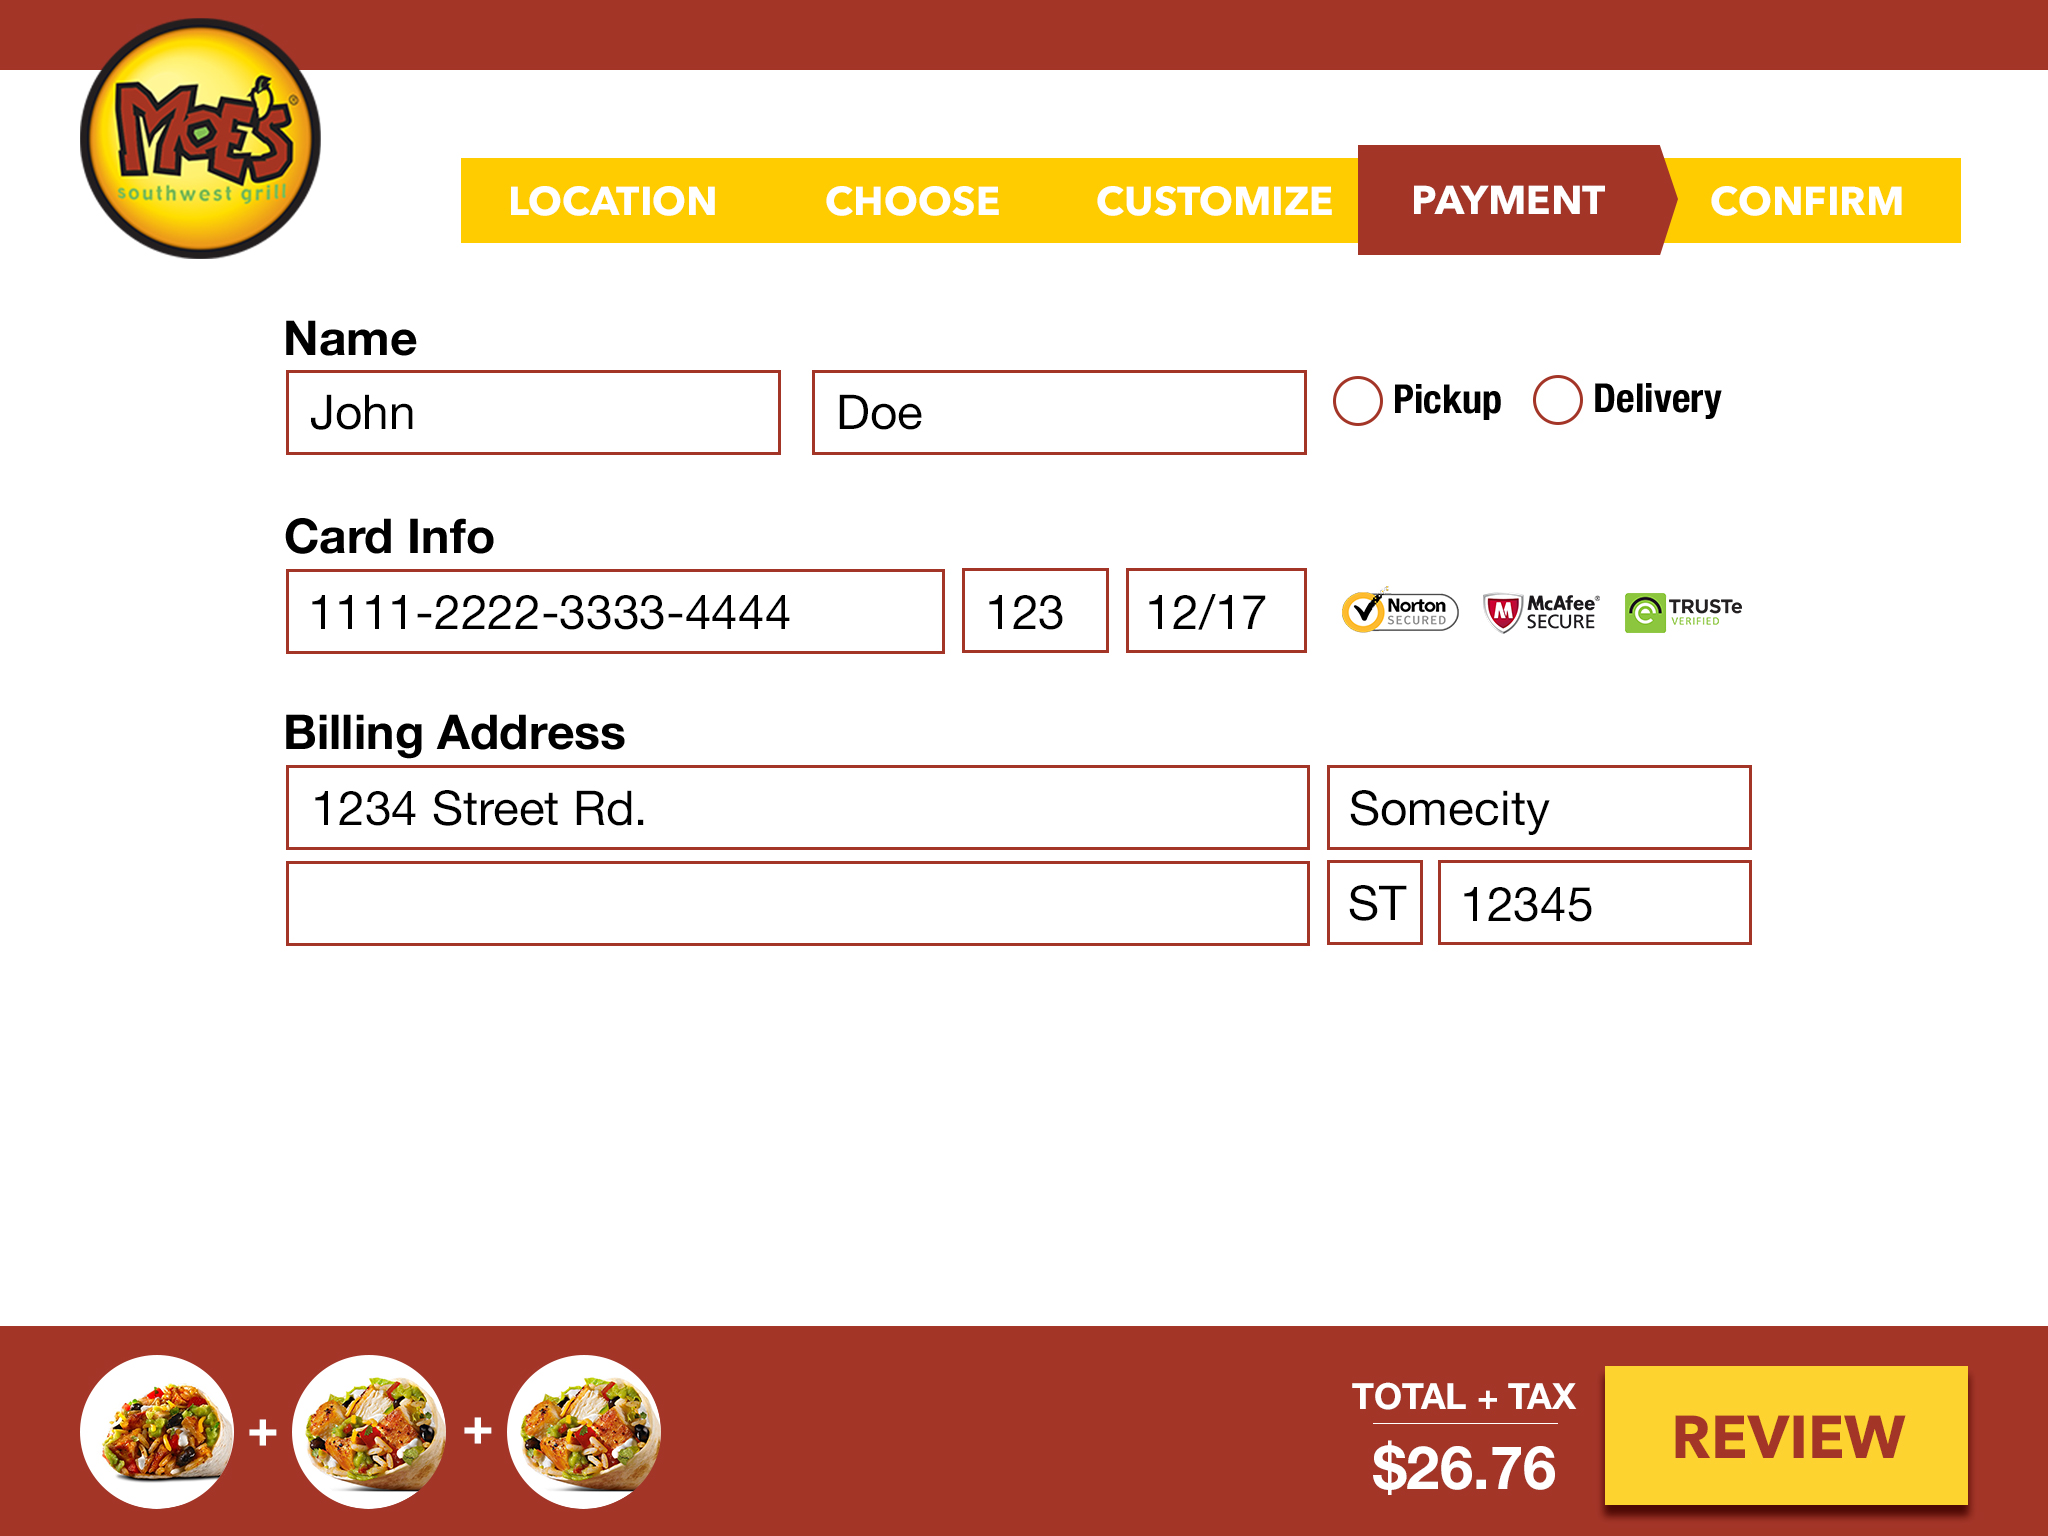 MOE'S®
southwest grill
LOCATION CHOOSE CUSTOMIZE PAYMENT CONFIRM
Name
John Doe Pickup Delivery
Card Info
1111-2222-3333-4444 123 12/17
Norton
SECURED
McAfee®
SECURE
TRUSTe
VERIFIED
Billing Address
1234 Street Rd. Somecity
ST 12345
+ +
TOTAL + TAX
$26.76
REVIEW